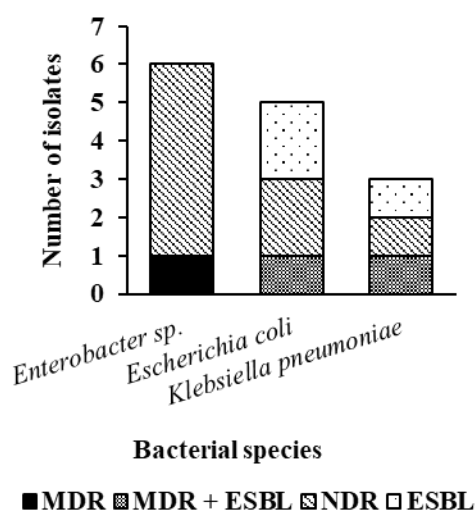 7
6
5
4
3
2
1
0
Number of isolates
Enterobacter sp.
Escherichia coli
Klebsiella pneumoniae
Bacterial species
MDR MDR + ESBL NDR ESBL